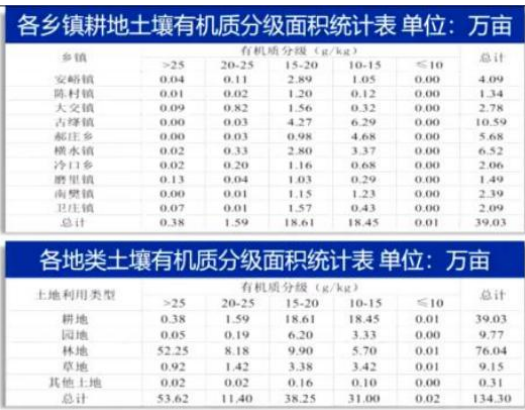 各乡镇耕地土壤有机质分级面积统计表 单位：万亩
乡镇 有机质分级（g/kg） 总计
>25 20-25 15-20 10-15 ≤10
安峪镇 0.04 0.11 2.89 1.05 0.00 4.09
陈村镇 0.01 0.02 1.20 0.12 0.00 1.34
大交镇 0.09 0.82 1.56 0.32 0.00 2.78
古绛镇 0.00 0.03 4.27 6.29 0.00 10.59
郝庄乡 0.00 0.03 0.98 4.68 0.00 5.68
横水镇 0.02 0.33 2.80 3.37 0.00 6.52
冷口乡 0.02 0.20 1.16 0.68 0.00 2.06
磨里镇 0.13 0.04 1.03 0.29 0.00 1.49
南樊镇 0.00 0.01 1.15 1.23 0.00 2.39
卫庄镇 0.07 0.01 1.57 0.43 0.00 2.09
总计 0.38 1.59 18.61 18.45 0.01 39.03
各地类土壤有机质分级面积统计表 单位：万亩
土地利用类型 有机质分级（g/kg） 总计
>25 20-25 15-20 10-15 ≤10
耕地 0.38 1.59 18.61 18.45 0.01 39.03
园地 0.05 0.19 6.20 3.33 0.00 9.77
林地 52.25 8.18 9.90 5.70 0.01 76.04
草地 0.92 1.42 3.38 3.42 0.01 9.15
其他土地 0.02 0.02 0.16 0.10 0.00 0.31
总计 53.62 11.40 38.25 31.00 0.02 134.30